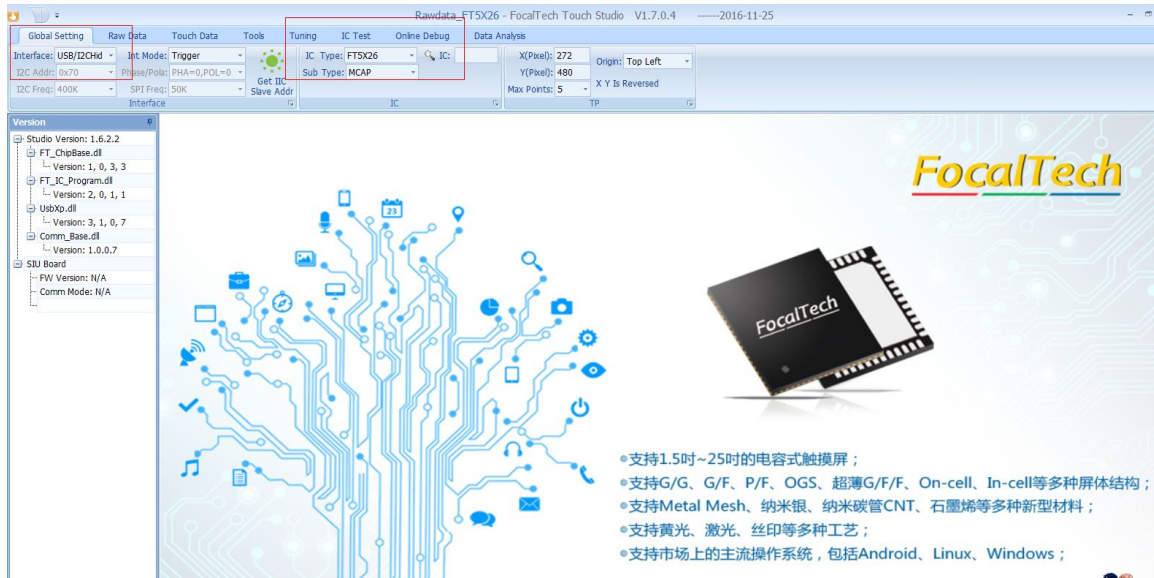 Rawdata_FT5X26 - FocalTech Touch Studio V1.7.0.4 ------2016-11-25
Global Setting Raw Data Touch Data Tools Tuning IC Test Online Debug Data Analysis
Interface: USB/I2CHid Int Mode: Trigger IC Type: FT5X26 IC: X(Pixel): 272 Origin: Top Left
I2C Addr: 0x70 Phase/Pola: PHA=0,POL=0 Get IIC Slave Addr Sub Type: MCAP Y(Pixel): 480 X Y Is Reversed
I2C Freq: 400K SPI Freq: 50K Max Points: 5
Interface IC TP
Version
Studio Version: 1.6.2.2
FT_ChipBase.dll
Version: 1, 0, 3, 3
FT_IC_Program.dll
Version: 2, 0, 1, 1
UsbXp.dll
Version: 3, 1, 0, 7
Comm_Base.dll
Version: 1.0.0.7
SIU Board
FW Version: N/A
Comm Mode: N/A
FocalTech
23
FocalTech
支持1.5吋~25吋的电容式触摸屏；
支持G/G、G/F、P/F、OGS、超薄G/F/F、On-cell、In-cell等多种屏体结构；
支持Metal Mesh、纳米银、纳米碳管CNT、石墨烯等多种新型材料；
支持黄光、激光、丝印等多种工艺；
支持市场上的主流操作系统，包括Android、Linux、Windows；